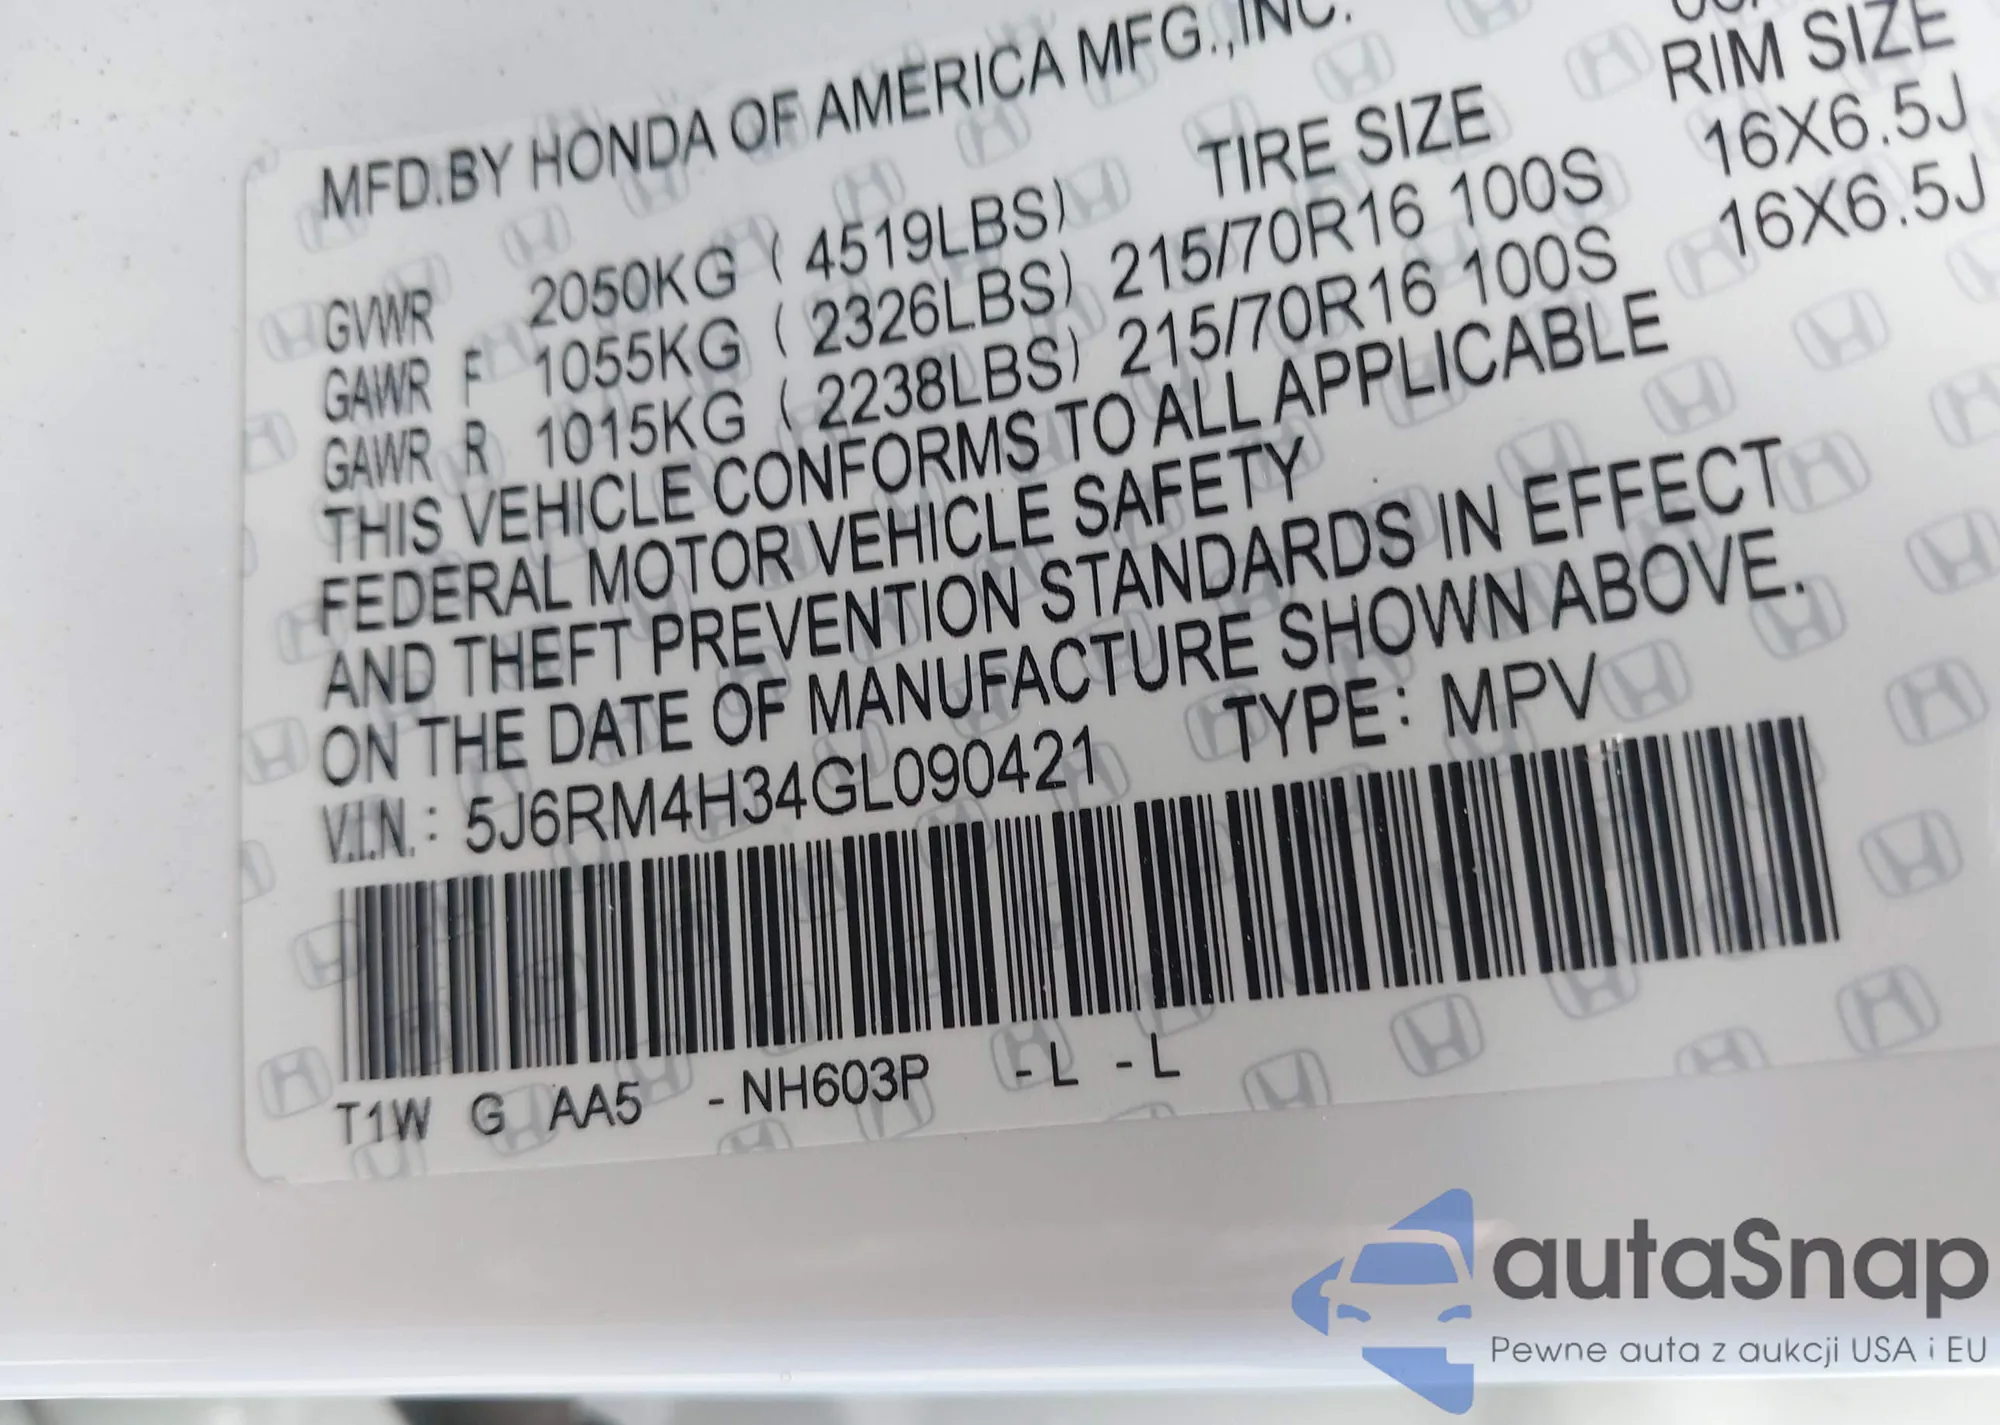 MFD.BY HONDA OF AMERICA MFG.,INC.
TIRE SIZE RIM SIZE
GVWR 2050KG ( 4519LBS)
GAWR F 1055KG ( 2326LBS) 215/70R16 100S 16X6.5J
GAWR R 1015KG ( 2238LBS) 215/70R16 100S 16X6.5J
THIS VEHICLE CONFORMS TO ALL APPLICABLE
FEDERAL MOTOR VEHICLE SAFETY
AND THEFT PREVENTION STANDARDS IN EFFECT
ON THE DATE OF MANUFACTURE SHOWN ABOVE.
V.I.N.: 5J6RM4H34GL090421 TYPE: MPV
T1W G AA5 -NH603P -L -L
autaSnap
Pewne auta z aukcji USA i EU